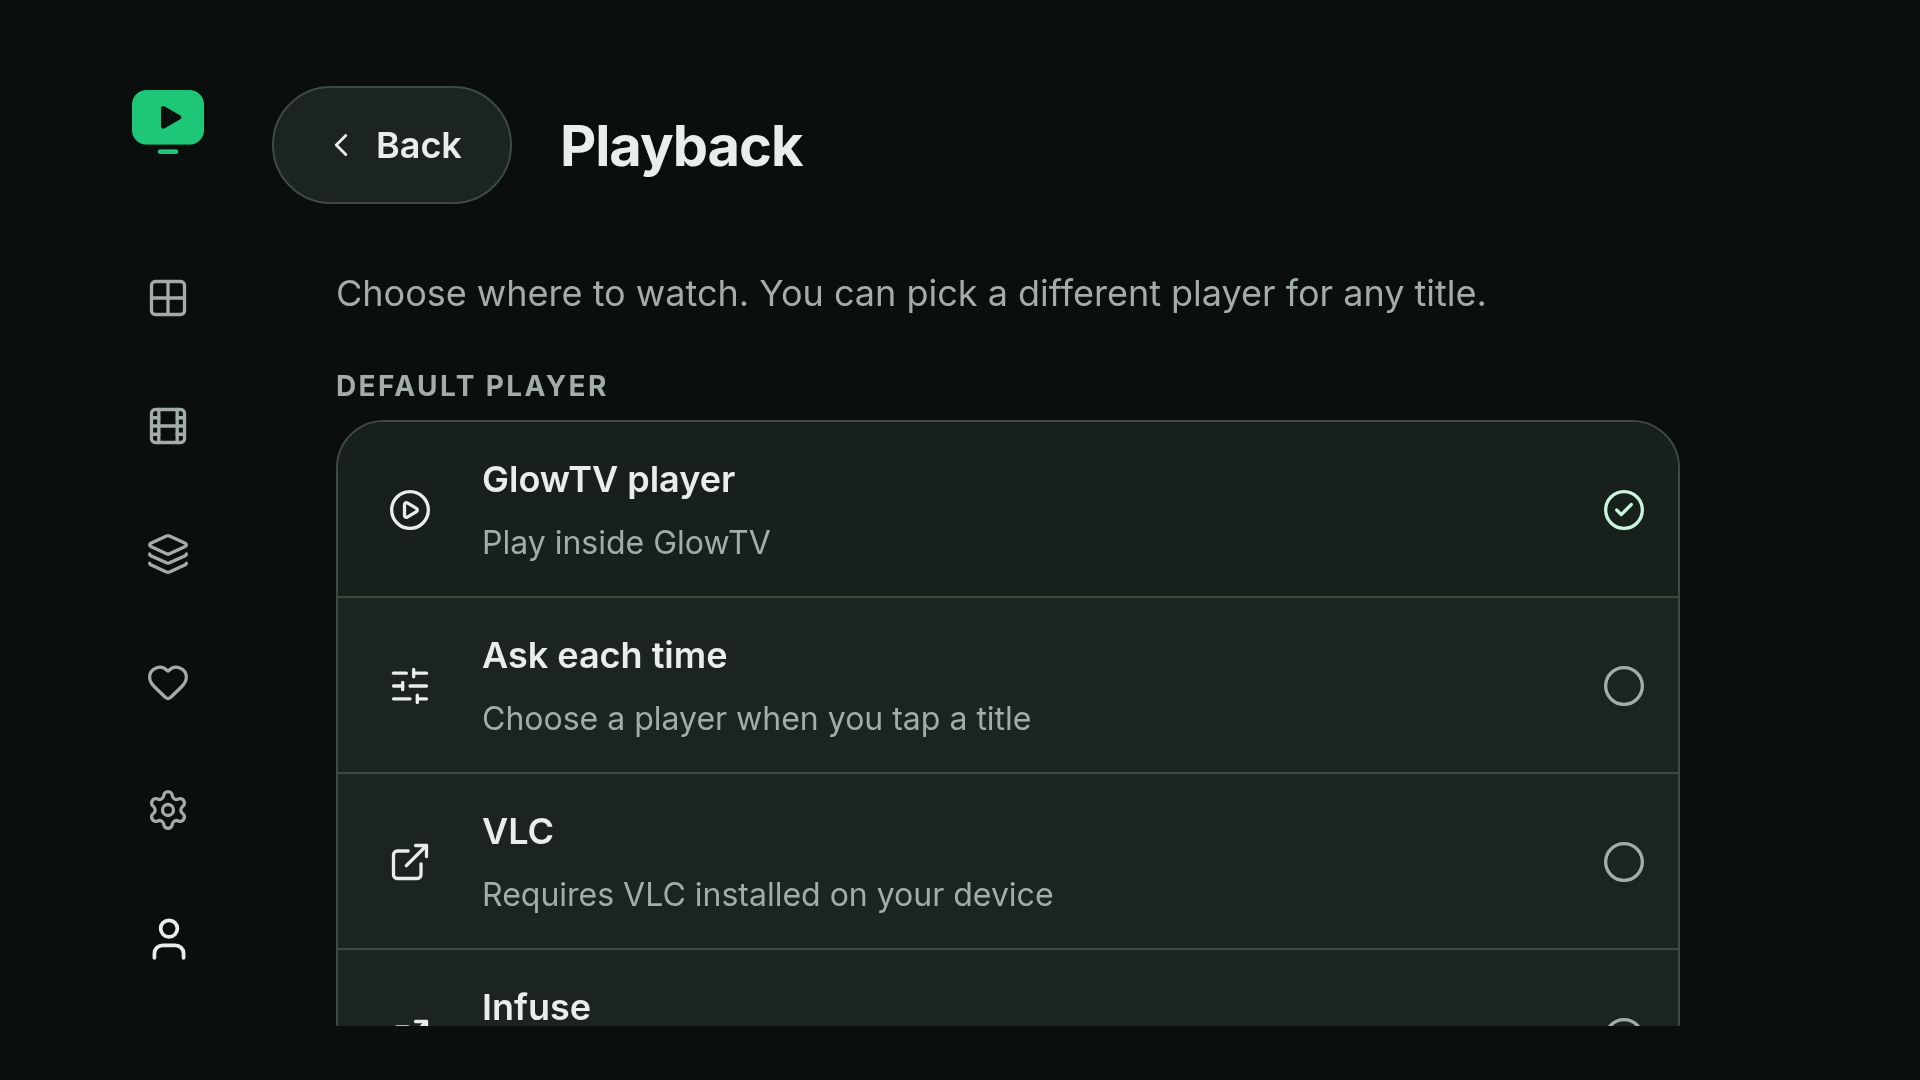 Back
Playback
Choose where to watch. You can pick a different player for any title.
DEFAULT PLAYER
GlowTV player
Play inside GlowTV
Ask each time
Choose a player when you tap a title
VLC
Requires VLC installed on your device
Infuse